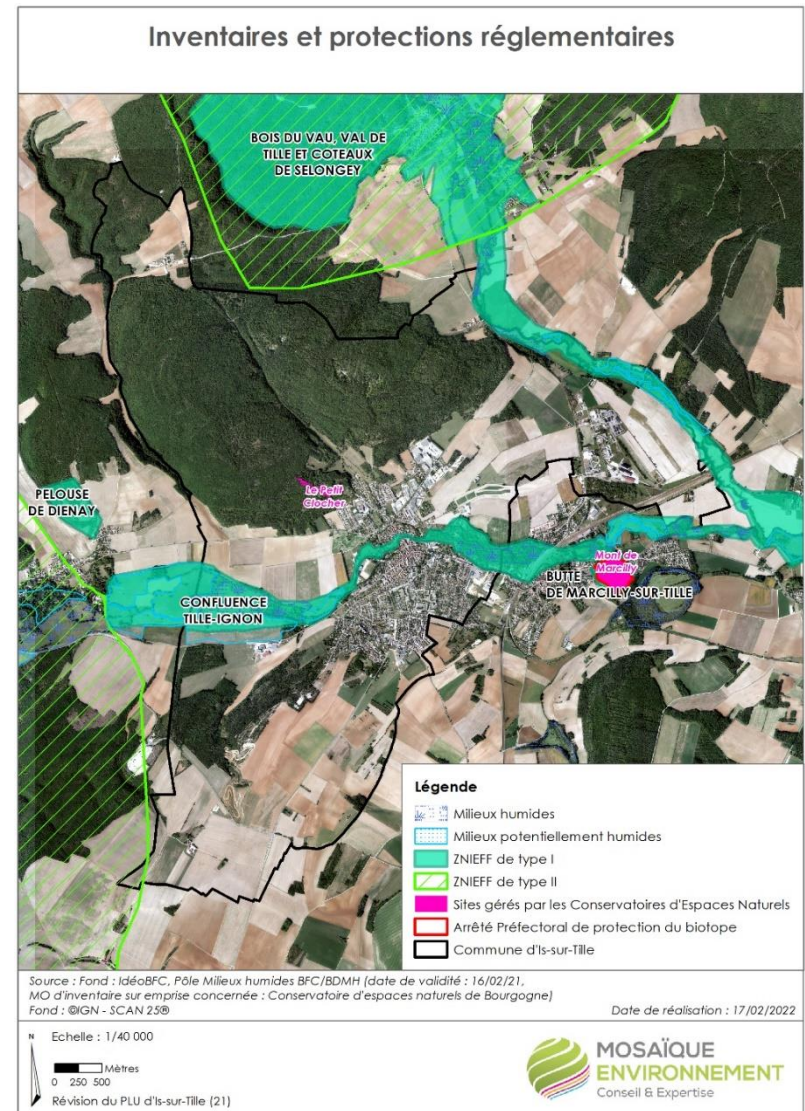 Inventaires et protections réglementaires
BOIS DU VAU, VAL DE
TILLE ET COTEAUX
DE SELONGEY
Le Petit
Clocher
PELOUSE
DE DIENAY
CONFLUENCE
TILLE-IGNON
Mont de
Marcilly
BUTTE
DE MARCILLY-SUR-TILLE
Légende
Milieux humides
Milieux potentiellement humides
ZNIEFF de type I
ZNIEFF de type II
Sites gérés par les Conservatoires d'Espaces Naturels
Arrêté Préfectoral de protection du biotope
Commune d'Is-sur-Tille
Source : Fond : IdéoBFC, Pôle Milieux humides BFC/BDMH (date de validité : 16/02/21,
MO d'inventaire sur emprise concernée : Conservatoire d'espaces naturels de Bourgogne)
Fond : ©IGN - SCAN 25®
Date de réalisation : 17/02/2022
N
Echelle : 1/40 000
Mètres
0 250 500
Révision du PLU d'Is-sur-Tille (21)
MOSAÏQUE
ENVIRONNEMENT
Conseil & Expertise